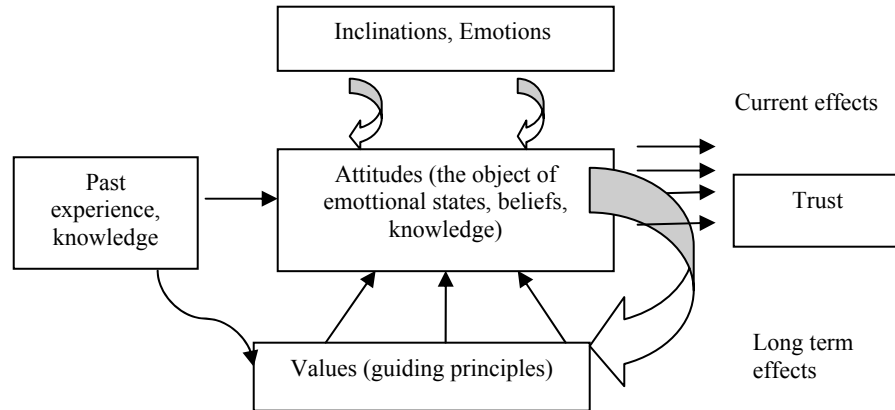 Inclinations, Emotions
Current effects
Past
experience,
knowledge
Attitudes (the object of
emottional states, beliefs,
knowledge)
Trust
Values (guiding principles)
Long term
effects